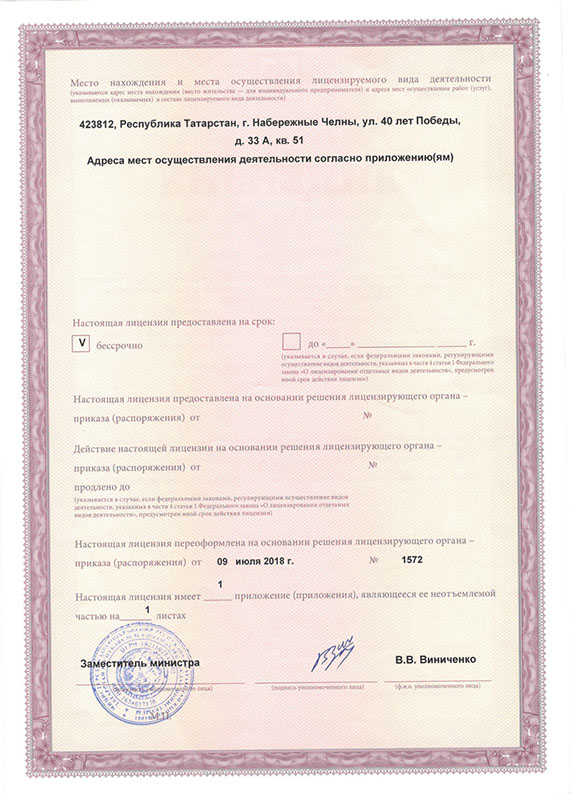 Место нахождения и места осуществления лицензируемого вида деятельности
(указываются адрес места нахождения (место жительства — для индивидуального предпринимателя) и адреса мест осуществления работ (услуг),
выполняемых (оказываемых) в составе лицензируемого вида деятельности)
423812, Республика Татарстан, г. Набережные Челны, ул. 40 лет Победы,
д. 33 А, кв. 51
Адреса мест осуществления деятельности согласно приложению(ям)
Настоящая лицензия предоставлена на срок:
V бессрочно
до «_____» _______________ ______ г.
(указывается в случае, если федеральными законами, регулирующими
осуществление видов деятельности, указанных в части 4 статьи 1 Федерального
закона «О лицензировании отдельных видов деятельности», предусмотрен
иной срок действия лицензии)
Настоящая лицензия предоставлена на основании решения лицензирующего органа –
приказа (распоряжения) от №
Действие настоящей лицензии на основании решения лицензирующего органа –
приказа (распоряжения) от №
продлено до
(указывается в случае, если федеральными законами, регулирующими осуществление видов
деятельности, указанных в части 4 статьи 1 Федерального закона «О лицензировании отдельных
видов деятельности», предусмотрен иной срок действия лицензии)
Настоящая лицензия переоформлена на основании решения лицензирующего органа –
приказа (распоряжения) от 09 июля 2018 г. № 1572
Настоящая лицензия имеет 1 приложение (приложения), являющееся ее неотъемлемой
частью на 1 листах
Заместитель министра В.В. Виниченко
(подпись уполномоченного лица) (ф.и.о. уполномоченного лица)